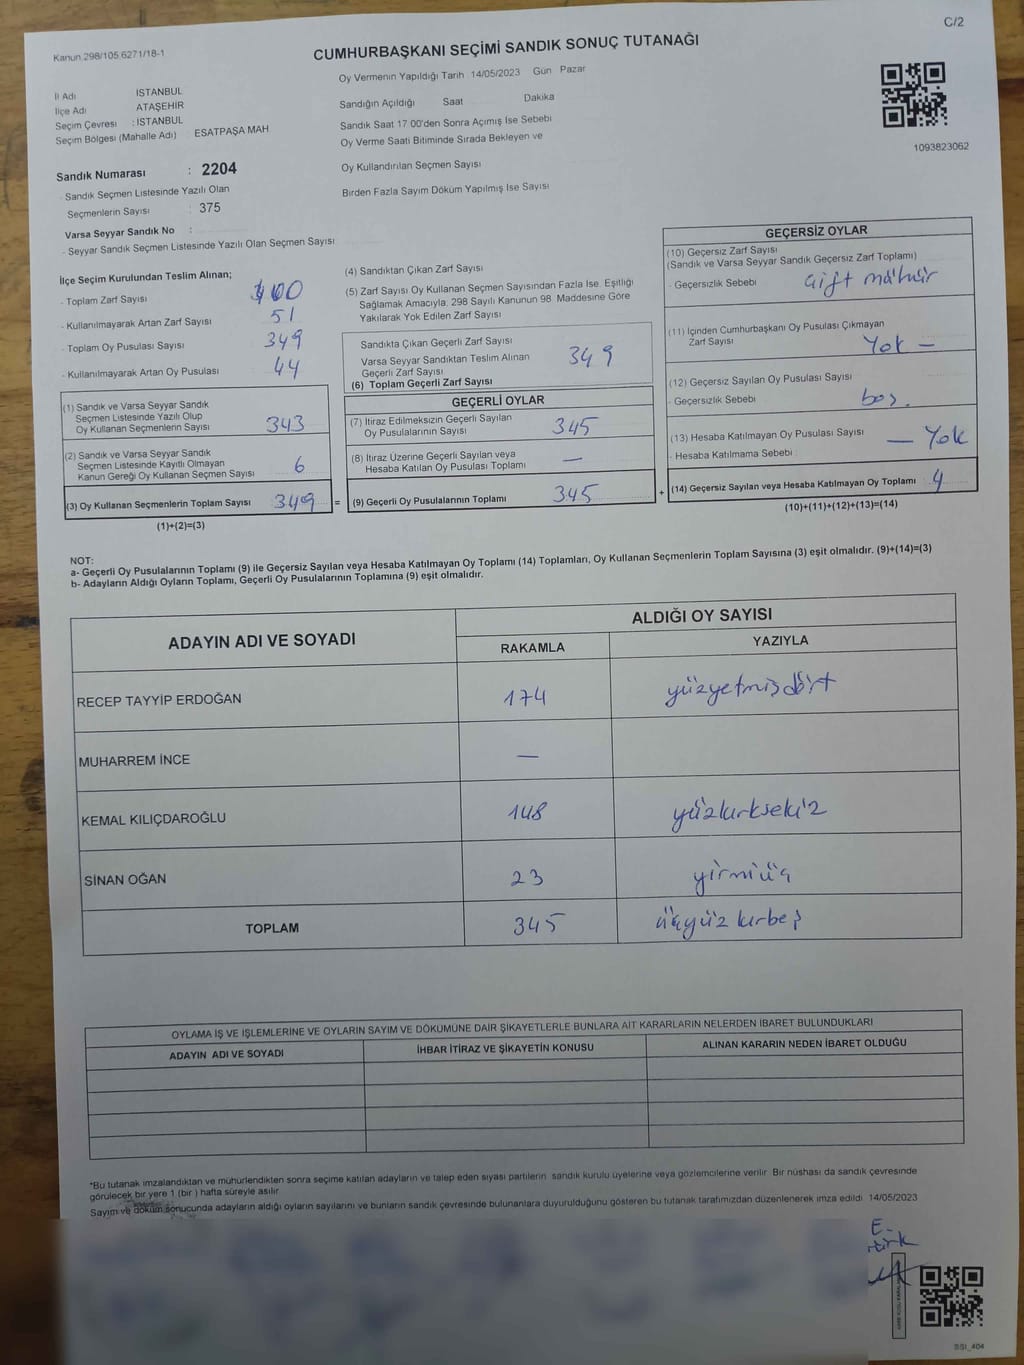 C/2
Kanun 298/105,6271/18-1
CUMHURBAŞKANI SEÇİMİ SANDIK SONUÇ TUTANAĞI
Oy Vermenin Yapıldığı Tarih 14/05/2023 Gün Pazar
İl Adı İSTANBUL
İlçe Adı ATAŞEHİR
Seçim Çevresi : İSTANBUL
Seçim Bölgesi (Mahalle Adı) ESATPAŞA MAH
Sandığın Açıldığı Saat Dakika
Sandık Saat 17 00'den Sonra Açımış İse Sebebi
Oy Verme Saati Bitiminde Sırada Bekleyen ve
Oy Kullandırılan Seçmen Sayısı
Birden Fazla Sayım Döküm Yapılmış İse Sayısı
1093823062
Sandık Numarası : 2204
- Sandık Seçmen Listesinde Yazılı Olan
Seçmenlerin Sayısı : 375
Varsa Seyyar Sandık No :
- Seyyar Sandık Seçmen Listesinde Yazılı Olan Seçmen Sayısı
İlçe Seçim Kurulundan Teslim Alınan;
- Toplam Zarf Sayısı 400
- Kullanılmayarak Artan Zarf Sayısı 51
- Toplam Oy Pusulası Sayısı 349
- Kullanılmayarak Artan Oy Pusulası 44
(1) Sandık ve Varsa Seyyar Sandık
Seçmen Listesinde Yazılı Olup
Oy Kullanan Seçmenlerin Sayısı 343
(2) Sandık ve Varsa Seyyar Sandık
Seçmen Listesinde Kayıtlı Olmayan
Kanun Gereği Oy Kullanan Seçmen Sayısı 6
(3) Oy Kullanan Seçmenlerin Toplam Sayısı 349 =
(1)+(2)=(3)
(4) Sandıktan Çıkan Zarf Sayısı
(5) Zarf Sayısı Oy Kullanan Seçmen Sayısından Fazla İse. Eşitliği
Sağlamak Amacıyla. 298 Sayılı Kanunun 98 Maddesine Göre
Yakılarak Yok Edilen Zarf Sayısı
Sandıkta Çıkan Geçerli Zarf Sayısı
Varsa Seyyar Sandıktan Teslim Alınan
Geçerli Zarf Sayısı 349
(6) Toplam Geçerli Zarf Sayısı
GEÇERLİ OYLAR
(7) İtiraz Edilmeksizin Geçerli Sayılan
Oy Pusulalarının Sayısı 345
(8) İtiraz Üzerine Geçerli Sayılan veya
Hesaba Katılan Oy Pusulası Toplamı —
(9) Geçerli Oy Pusulalarının Toplamı 345 +
GEÇERSİZ OYLAR
(10) Geçersiz Zarf Sayısı
(Sandık ve Varsa Seyyar Sandık Geçersiz Zarf Toplamı)
- Geçersizlik Sebebi çift mühür
(11) İçinden Cumhurbaşkanı Oy Pusulası Çıkmayan
Zarf Sayısı Yok —
(12) Geçersiz Sayılan Oy Pusulası Sayısı
- Geçersizlik Sebebi boş.
(13) Hesaba Katılmayan Oy Pusulası Sayısı — Yok
- Hesaba Katılmama Sebebi
(14) Geçersiz Sayılan veya Hesaba Katılmayan Oy Toplamı 4
(10)+(11)+(12)+(13)=(14)
NOT:
a- Geçerli Oy Pusulalarının Toplamı (9) ile Geçersiz Sayılan veya Hesaba Katılmayan Oy Toplamı (14) Toplamları, Oy Kullanan Seçmenlerin Toplam Sayısına (3) eşit olmalıdır. (9)+(14)=(3)
b- Adayların Aldığı Oyların Toplamı, Geçerli Oy Pusulalarının Toplamına (9) eşit olmalıdır.
ADAYIN ADI VE SOYADI ALDIĞI OY SAYISI
RAKAMLA YAZIYLA
RECEP TAYYİP ERDOĞAN 174 yüzyetmişdört
MUHARREM İNCE —
KEMAL KILIÇDAROĞLU 148 yüzkırksekiz
SİNAN OĞAN 23 yirmiüç
TOPLAM 345 üçyüz kırbeş
OYLAMA İŞ VE İŞLEMLERİNE VE OYLARIN SAYIM VE DÖKÜMÜNE DAİR ŞİKAYETLERLE BUNLARA AİT KARARLARIN NELERDEN İBARET BULUNDUKLARI
ADAYIN ADI VE SOYADI İHBAR İTİRAZ VE ŞİKAYETİN KONUSU ALINAN KARARIN NEDEN İBARET OLDUĞU
*Bu tutanak imzalandıktan ve mühürlendikten sonra seçime katılan adayların ve talep eden siyasi partilerin sandık kurulu üyelerine veya gözlemcilerine verilir. Bir nüshası da sandık çevresinde
görülecek bir yere 1 (bir ) hafta süreyle asılır
Sayım ve döküm sonucunda adayların aldığı oyların sayılarını ve bunların sandık çevresinde bulunanlara duyurulduğunu gösteren bu tutanak tarafımızdan düzenlenerek imza edildi. 14/05/2023
E.
SSI_404